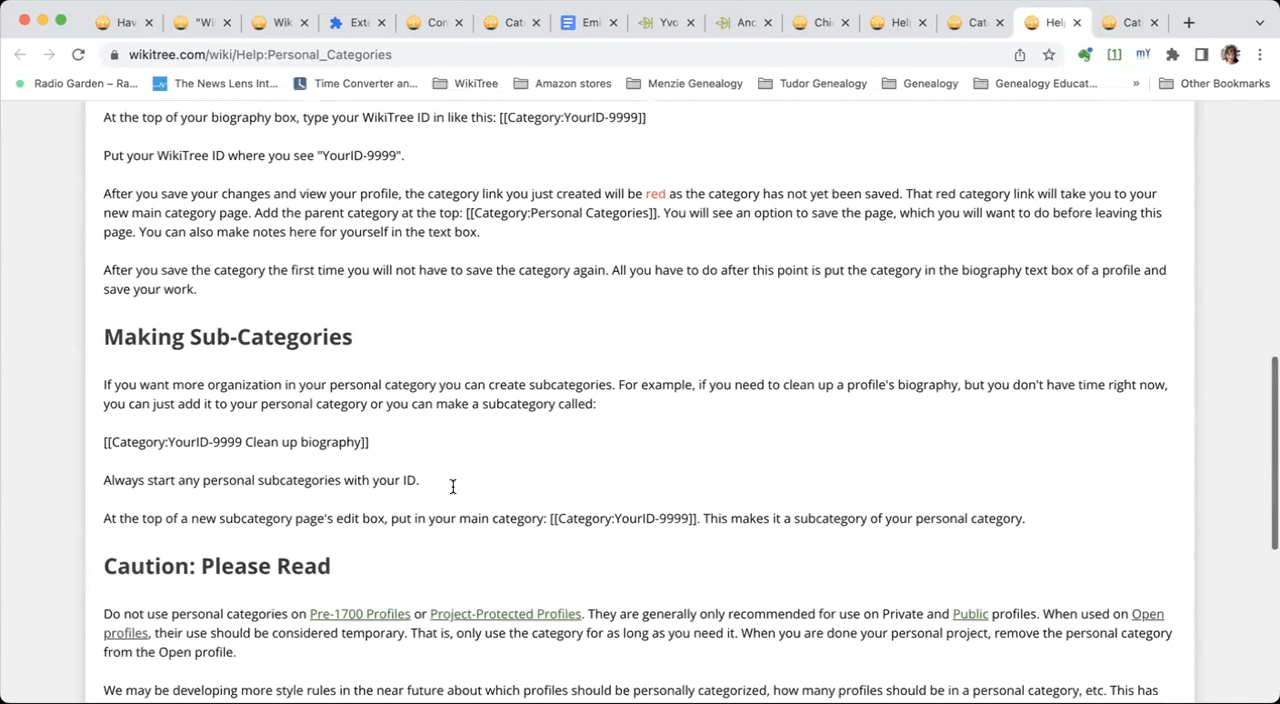 Hav
"Wi
Wik
Exte
Con
Cat
Emi
Yvo
Anc
Chi
Help
Cat
Help
Cat
wikitree.com/wiki/Help:Personal_Categories
[1]
mY
Radio Garden – Ra...
The News Lens Int...
Time Converter an...
WikiTree
Amazon stores
Menzie Genealogy
Tudor Genealogy
Genealogy
Genealogy Educat...
»
Other Bookmarks
At the top of your biography box, type your WikiTree ID in like this: [[Category:YourID-9999]]
Put your WikiTree ID where you see "YourID-9999".
After you save your changes and view your profile, the category link you just created will be red as the category has not yet been saved. That red category link will take you to your
new main category page. Add the parent category at the top: [[Category:Personal Categories]]. You will see an option to save the page, which you will want to do before leaving this
page. You can also make notes here for yourself in the text box.
After you save the category the first time you will not have to save the category again. All you have to do after this point is put the category in the biography text box of a profile and
save your work.
Making Sub-Categories
If you want more organization in your personal category you can create subcategories. For example, if you need to clean up a profile's biography, but you don't have time right now,
you can just add it to your personal category or you can make a subcategory called:
[[Category:YourID-9999 Clean up biography]]
Always start any personal subcategories with your ID.
At the top of a new subcategory page's edit box, put in your main category: [[Category:YourID-9999]]. This makes it a subcategory of your personal category.
Caution: Please Read
Do not use personal categories on Pre-1700 Profiles or Project-Protected Profiles. They are generally only recommended for use on Private and Public profiles. When used on Open
profiles, their use should be considered temporary. That is, only use the category for as long as you need it. When you are done your personal project, remove the personal category
from the Open profile.
We may be developing more style rules in the near future about which profiles should be personally categorized, how many profiles should be in a personal category, etc. This has